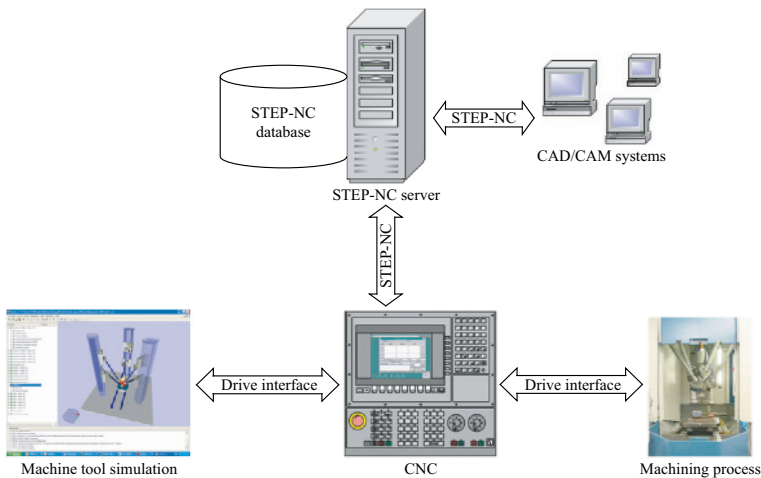 STEP-NC
database
STEP-NC
CAD/CAM systems
STEP-NC server
STEP-NC
Drive interface
Drive interface
Machine tool simulation
CNC
Machining process